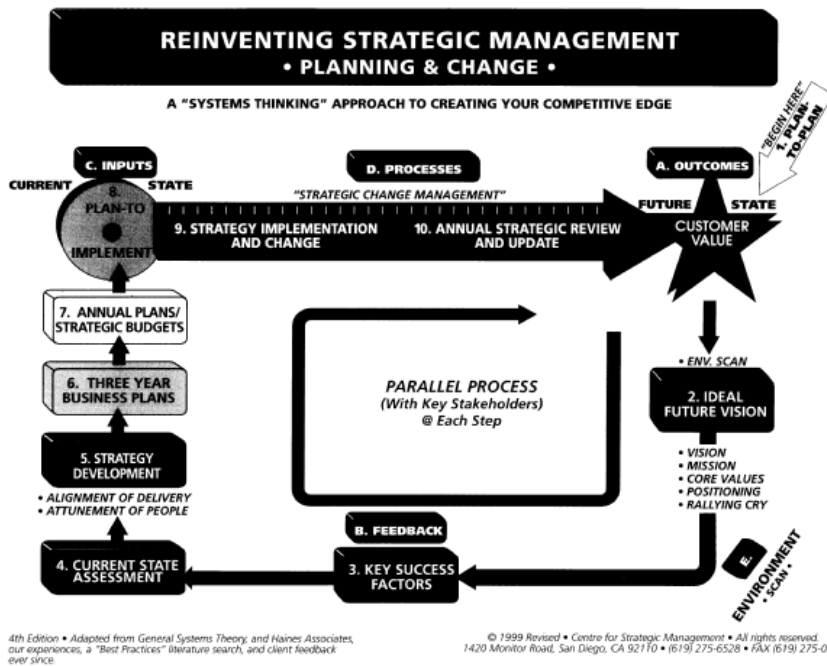 REINVENTING STRATEGIC MANAGEMENT
• PLANNING & CHANGE •
A "SYSTEMS THINKING" APPROACH TO CREATING YOUR COMPETITIVE EDGE
"BEGIN HERE"
1. PLAN-
TO-PLAN
C. INPUTS
D. PROCESSES
A. OUTCOMES
CURRENT STATE
"STRATEGIC CHANGE MANAGEMENT"
FUTURE STATE
8.
PLAN-TO
IMPLEMENT
9. STRATEGY IMPLEMENTATION
AND CHANGE
10. ANNUAL STRATEGIC REVIEW
AND UPDATE
CUSTOMER
VALUE
7. ANNUAL PLANS/
STRATEGIC BUDGETS
• ENV. SCAN
6. THREE YEAR
BUSINESS PLANS
PARALLEL PROCESS
(With Key Stakeholders)
@ Each Step
2. IDEAL
FUTURE VISION
5. STRATEGY
DEVELOPMENT
• VISION
• MISSION
• CORE VALUES
• POSITIONING
• RALLYING CRY
• ALIGNMENT OF DELIVERY
• ATTUNEMENT OF PEOPLE
B. FEEDBACK
4. CURRENT STATE
ASSESSMENT
3. KEY SUCCESS
FACTORS
E.
ENVIRONMENT
• SCAN •
4th Edition • Adapted from General Systems Theory, and Haines Associates,
our experiences, a "Best Practices" literature search, and client feedback
ever since.
© 1999 Revised • Centre for Strategic Management • All rights reserved.
1420 Monitor Road, San Diego, CA 92110 • (619) 275-6528 • FAX (619) 275-0